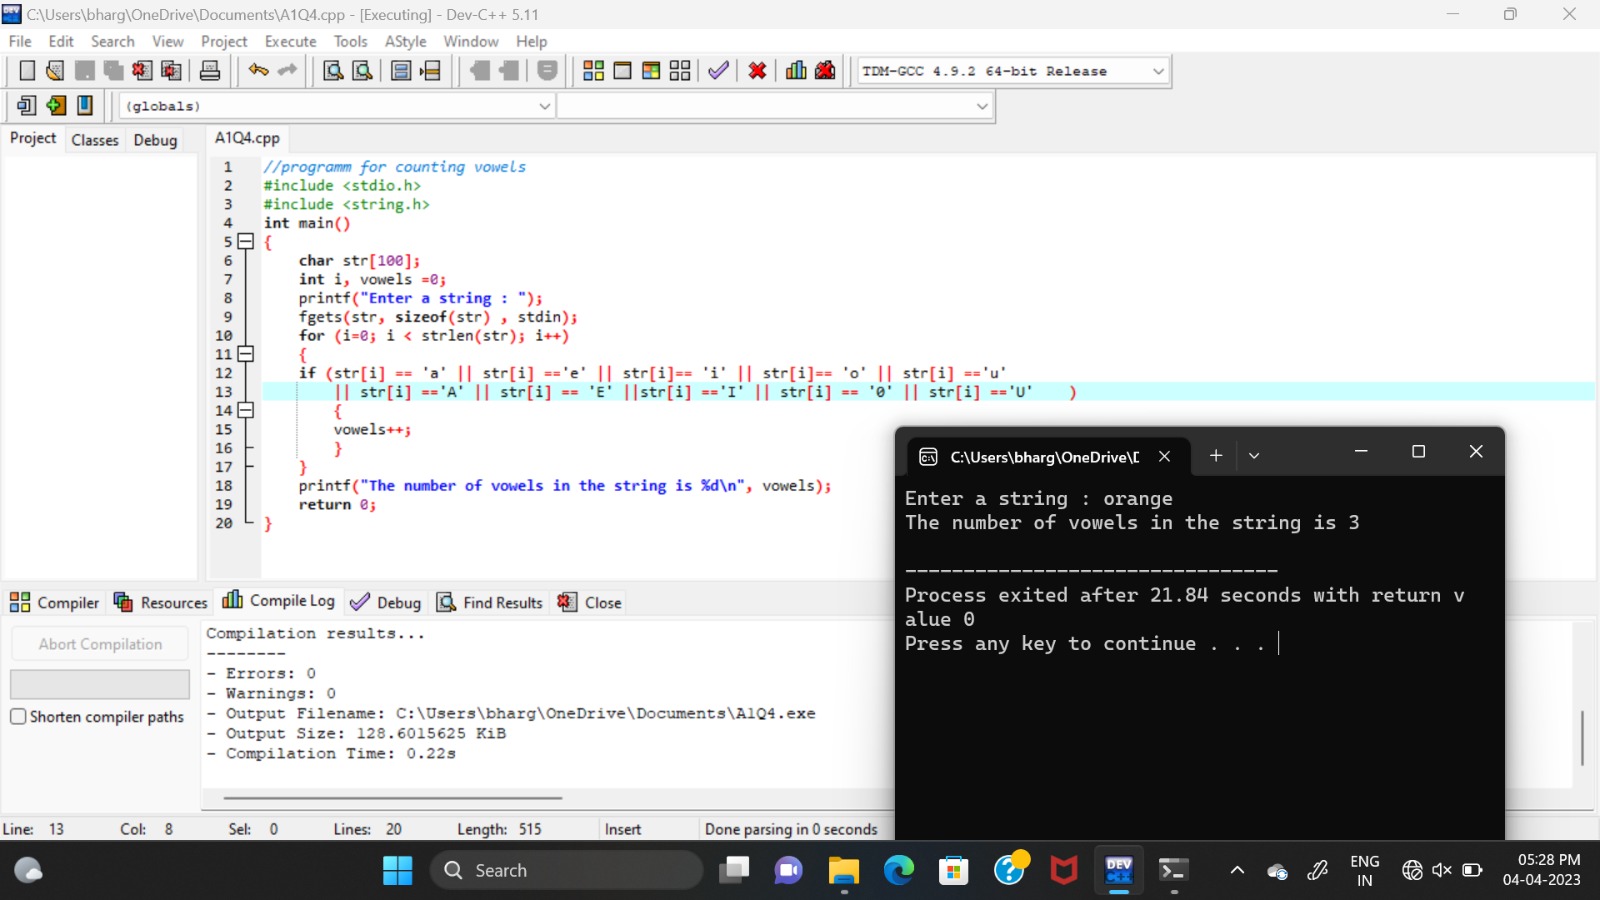 C:\Users\bharg\OneDrive\Documents\A1Q4.cpp - [Executing] - Dev-C++ 5.11
File Edit Search View Project Execute Tools AStyle Window Help
TDM-GCC 4.9.2 64-bit Release
(globals)
Project Classes Debug A1Q4.cpp
1 //programm for counting vowels
2 #include <stdio.h>
3 #include <string.h>
4 int main()
5 {
6 char str[100];
7 int i, vowels =0;
8 printf("Enter a string : ");
9 fgets(str, sizeof(str) , stdin);
10 for (i=0; i < strlen(str); i++)
11 {
12 if (str[i] == 'a' || str[i] =='e' || str[i]== 'i' || str[i]== 'o' || str[i] =='u'
13 || str[i] =='A' || str[i] == 'E' ||str[i] =='I' || str[i] == '0' || str[i] =='U' )
14 {
15 vowels++;
16 }
17 }
18 printf("The number of vowels in the string is %d\n", vowels);
19 return 0;
20 }
C:\Users\bharg\OneDrive\D
Enter a string : orange
The number of vowels in the string is 3
--------------------------------
Process exited after 21.84 seconds with return v
alue 0
Press any key to continue . . .
Compiler Resources Compile Log Debug Find Results Close
Abort Compilation
Shorten compiler paths
Compilation results...
--------
- Errors: 0
- Warnings: 0
- Output Filename: C:\Users\bharg\OneDrive\Documents\A1Q4.exe
- Output Size: 128.6015625 KiB
- Compilation Time: 0.22s
Line: 13 Col: 8 Sel: 0 Lines: 20 Length: 515 Insert Done parsing in 0 seconds
Search
DEV
C++
ENG
IN
05:28 PM
04-04-2023